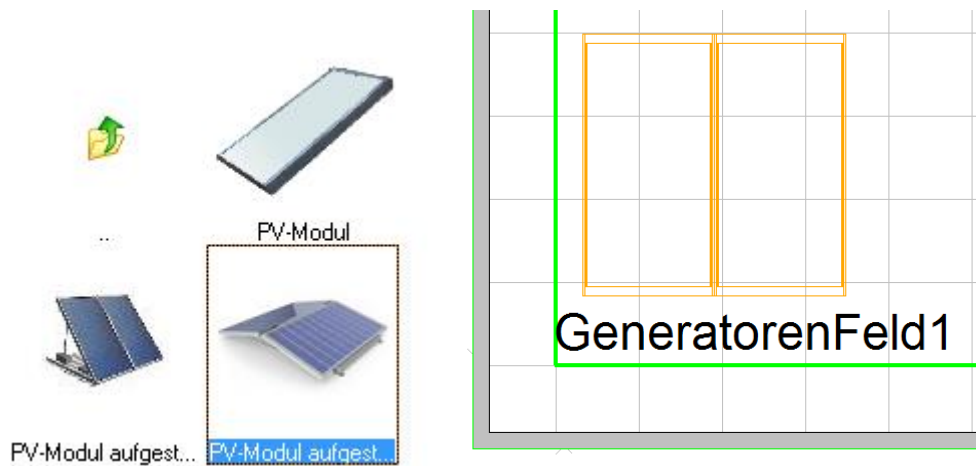 ..
PV-Modul
PV-Modul aufgest...
PV-Modul aufgest...
GeneratorenFeld1